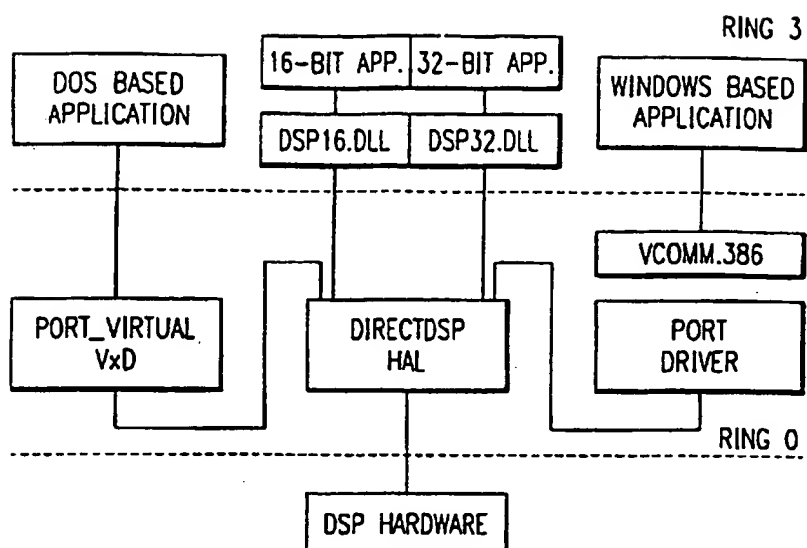 RING 3
DOS BASED
APPLICATION
16-BIT APP. 32-BIT APP.
DSP16.DLL DSP32.DLL
WINDOWS BASED
APPLICATION
VCOMM.386
PORT_VIRTUAL
VxD
DIRECTDSP
HAL
PORT
DRIVER
RING 0
DSP HARDWARE